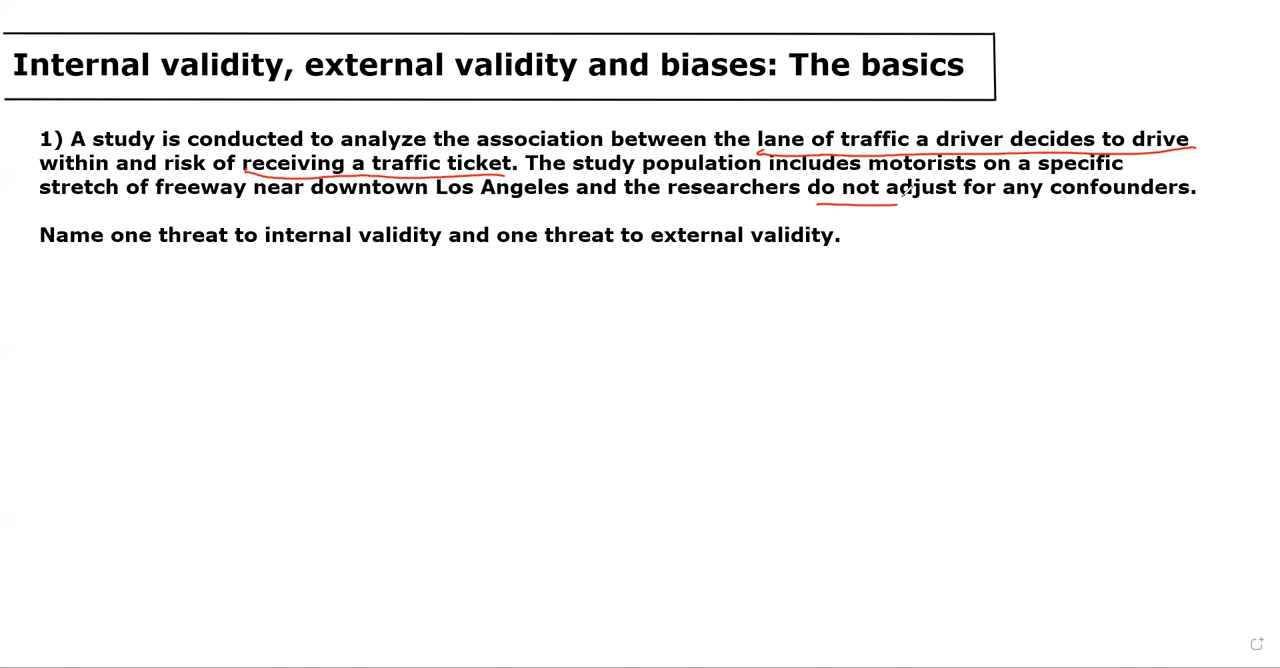 Internal validity, external validity and biases: The basics
1) A study is conducted to analyze the association between the lane of traffic a driver decides to drive
within and risk of receiving a traffic ticket. The study population includes motorists on a specific
stretch of freeway near downtown Los Angeles and the researchers do not adjust for any confounders.
Name one threat to internal validity and one threat to external validity.